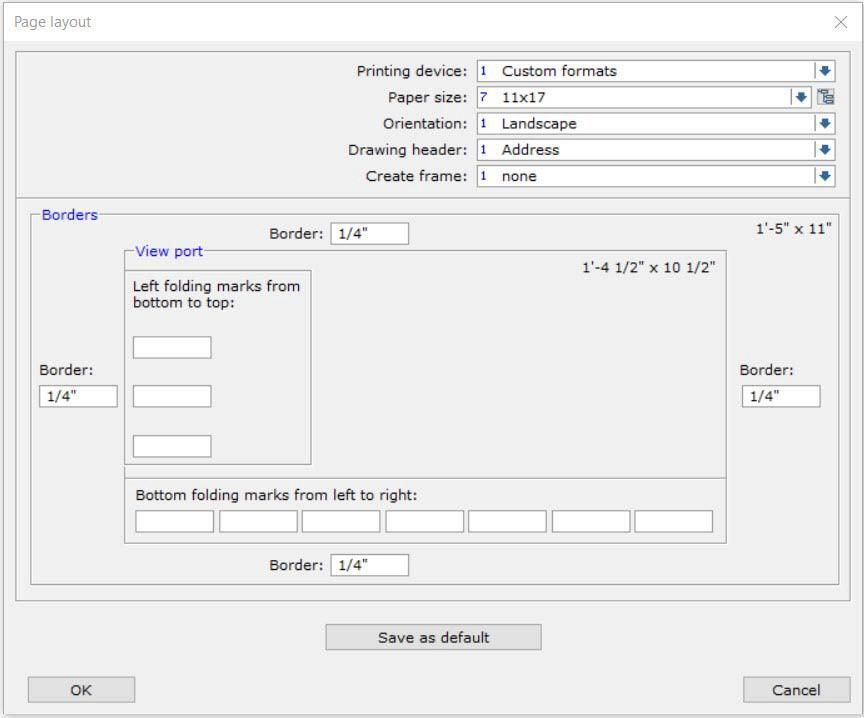 Page layout
Printing device: 1 Custom formats
Paper size: 7 11x17
Orientation: 1 Landscape
Drawing header: 1 Address
Create frame: 1 none
Borders
Border: 1/4"
1'-5" x 11"
View port
1'-4 1/2" x 10 1/2"
Left folding marks from
bottom to top:
Border:
1/4"
Border:
1/4"
Bottom folding marks from left to right:
Border: 1/4"
Save as default
OK
Cancel